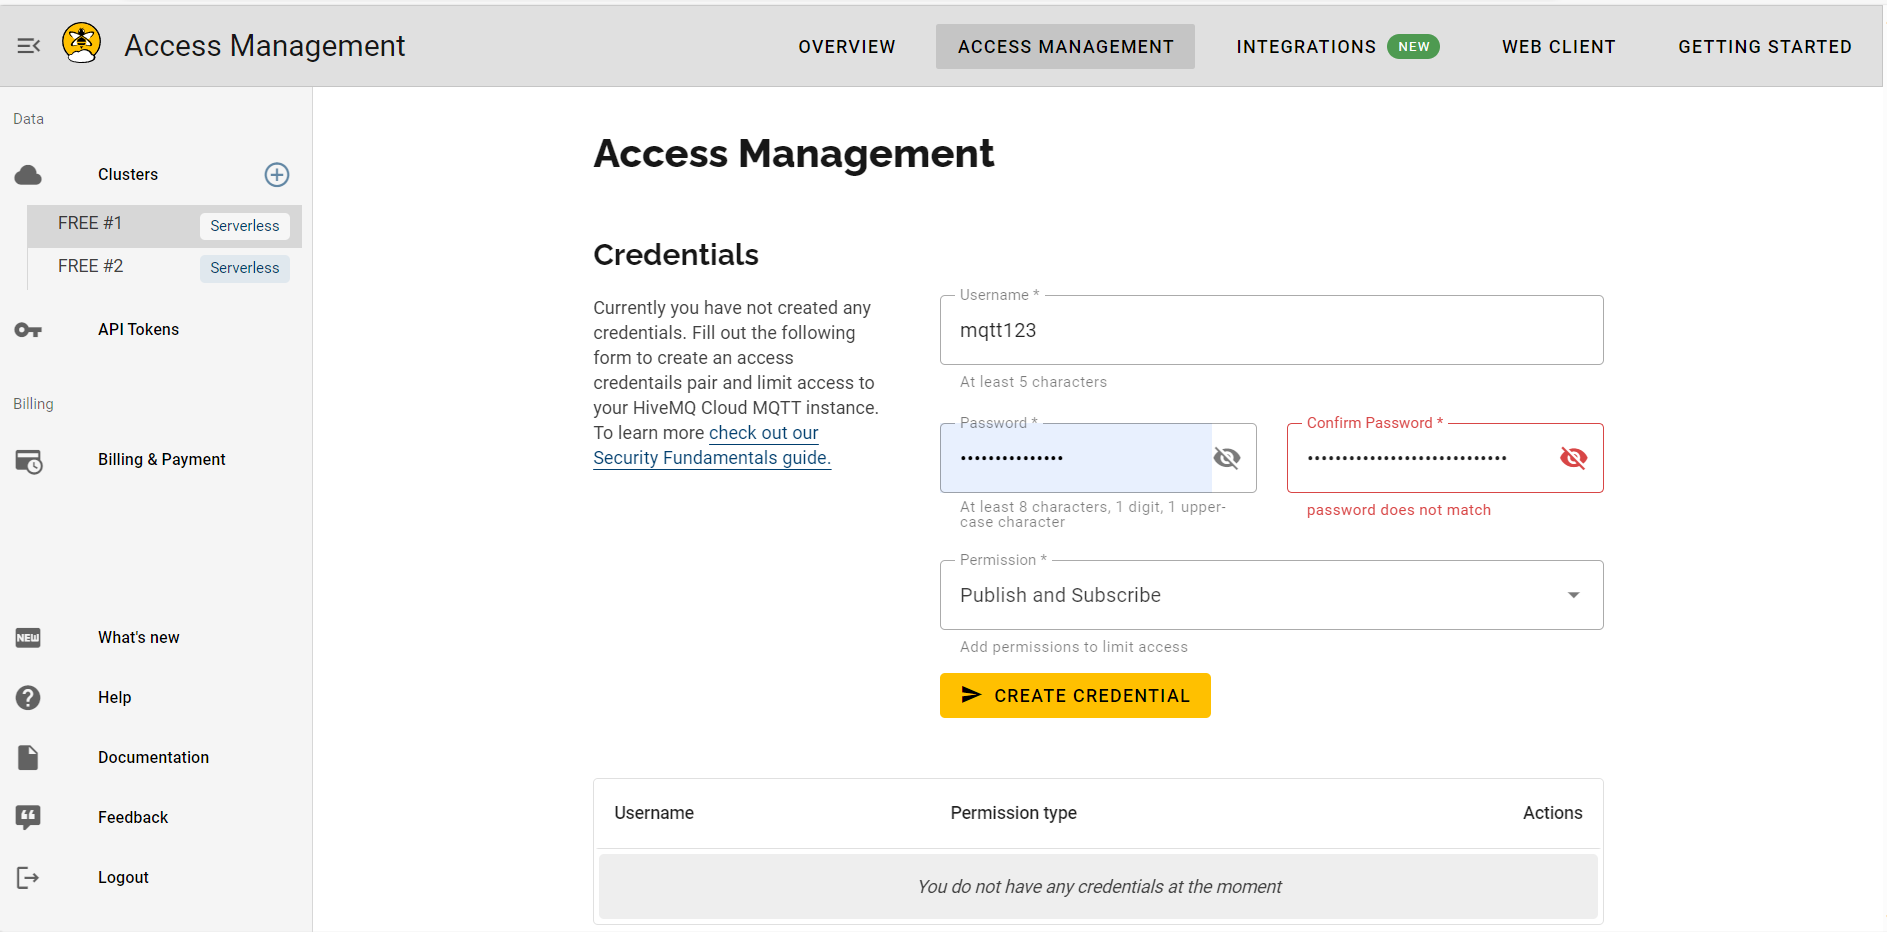 Access Management
OVERVIEW
ACCESS MANAGEMENT
INTEGRATIONS NEW
WEB CLIENT
GETTING STARTED
Data
Clusters
FREE #1 Serverless
FREE #2 Serverless
API Tokens
Billing
Billing & Payment
NEW What's new
Help
Documentation
Feedback
Logout
Access Management
Credentials
Currently you have not created any
credentials. Fill out the following
form to create an access
credentails pair and limit access to
your HiveMQ Cloud MQTT instance.
To learn more check out our
Security Fundamentals guide.
Username *
mqtt123
At least 5 characters
Password *
•••••••••••••••
At least 8 characters, 1 digit, 1 upper-
case character
Confirm Password *
•••••••••••••••••••••••••••••
password does not match
Permission *
Publish and Subscribe
Add permissions to limit access
CREATE CREDENTIAL
Username Permission type Actions
You do not have any credentials at the moment